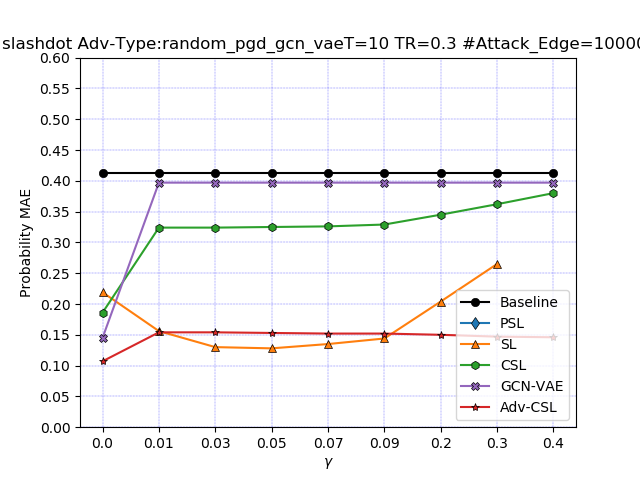 slashdot Adv-Type:random_pgd_gcn_vaeT=10 TR=0.3 #Attack_Edge=10000
0.60
0.55
0.50
0.45
0.40
0.35
0.30
0.25
0.20
0.15
0.10
0.05
0.00
Probability MAE
Baseline
PSL
SL
CSL
GCN-VAE
Adv-CSL
0.0 0.01 0.03 0.05 0.07 0.09 0.2 0.3 0.4
γ